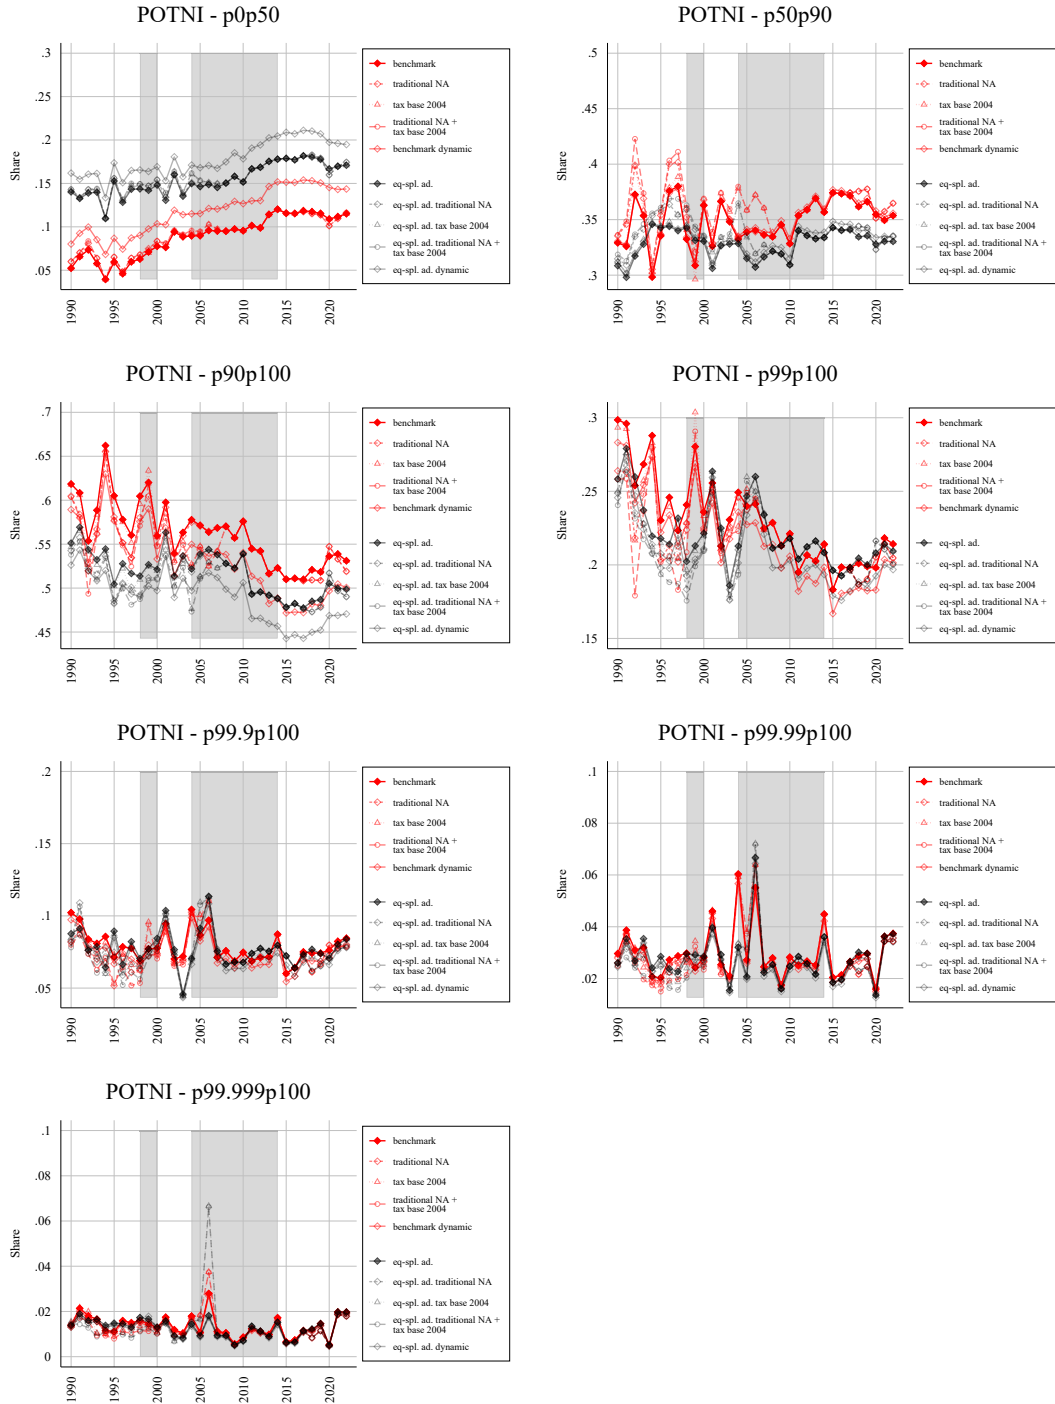 POTNI - p0p50
.3
.25
.2
.15
.1
.05
Share
1990
1995
2000
2005
2010
2015
2020
benchmark
traditional NA
tax base 2004
traditional NA +
tax base 2004
benchmark dynamic
eq-spl. ad.
eq-spl. ad. traditional NA
eq-spl. ad. tax base 2004
eq-spl. ad. traditional NA +
tax base 2004
eq-spl. ad. dynamic
POTNI - p50p90
.5
.45
.4
.35
.3
Share
1990
1995
2000
2005
2010
2015
2020
benchmark
traditional NA
tax base 2004
traditional NA +
tax base 2004
benchmark dynamic
eq-spl. ad.
eq-spl. ad. traditional NA
eq-spl. ad. tax base 2004
eq-spl. ad. traditional NA +
tax base 2004
eq-spl. ad. dynamic
POTNI - p90p100
.7
.65
.6
.55
.5
.45
Share
1990
1995
2000
2005
2010
2015
2020
benchmark
traditional NA
tax base 2004
traditional NA +
tax base 2004
benchmark dynamic
eq-spl. ad.
eq-spl. ad. traditional NA
eq-spl. ad. tax base 2004
eq-spl. ad. traditional NA +
tax base 2004
eq-spl. ad. dynamic
POTNI - p99p100
.3
.25
.2
.15
Share
1990
1995
2000
2005
2010
2015
2020
benchmark
traditional NA
tax base 2004
traditional NA +
tax base 2004
benchmark dynamic
eq-spl. ad.
eq-spl. ad. traditional NA
eq-spl. ad. tax base 2004
eq-spl. ad. traditional NA +
tax base 2004
eq-spl. ad. dynamic
POTNI - p99.9p100
.2
.15
.1
.05
Share
1990
1995
2000
2005
2010
2015
2020
benchmark
traditional NA
tax base 2004
traditional NA +
tax base 2004
benchmark dynamic
eq-spl. ad.
eq-spl. ad. traditional NA
eq-spl. ad. tax base 2004
eq-spl. ad. traditional NA +
tax base 2004
eq-spl. ad. dynamic
POTNI - p99.99p100
.1
.08
.06
.04
.02
Share
1990
1995
2000
2005
2010
2015
2020
benchmark
traditional NA
tax base 2004
traditional NA +
tax base 2004
benchmark dynamic
eq-spl. ad.
eq-spl. ad. traditional NA
eq-spl. ad. tax base 2004
eq-spl. ad. traditional NA +
tax base 2004
eq-spl. ad. dynamic
POTNI - p99.999p100
.1
.08
.06
.04
.02
0
Share
1990
1995
2000
2005
2010
2015
2020
benchmark
traditional NA
tax base 2004
traditional NA +
tax base 2004
benchmark dynamic
eq-spl. ad.
eq-spl. ad. traditional NA
eq-spl. ad. tax base 2004
eq-spl. ad. traditional NA +
tax base 2004
eq-spl. ad. dynamic